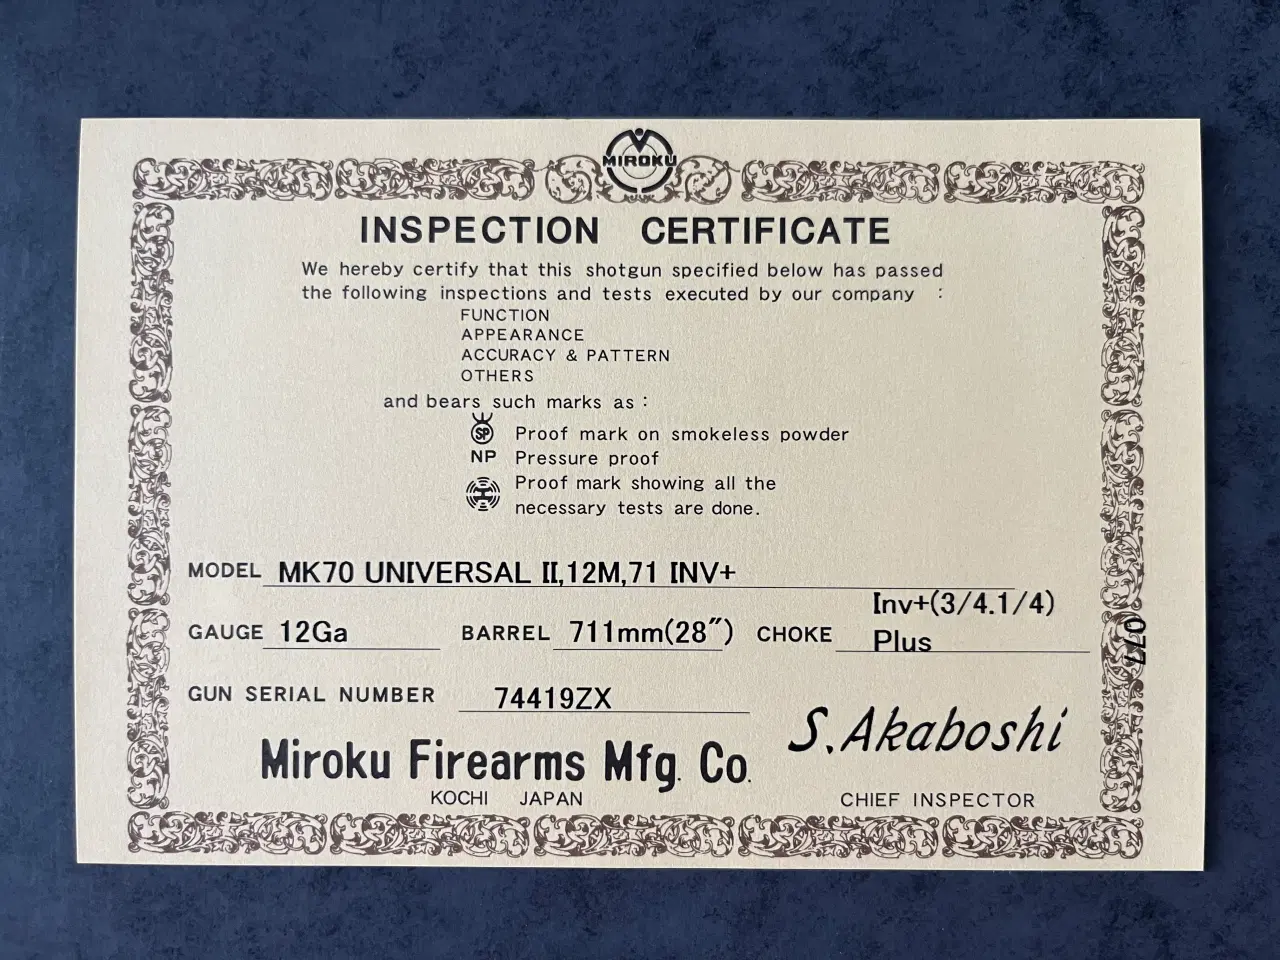 MIROKU
INSPECTION CERTIFICATE
We hereby certify that this shotgun specified below has passed
the following inspections and tests executed by our company :
FUNCTION
APPEARANCE
ACCURACY & PATTERN
OTHERS
and bears such marks as :
SP Proof mark on smokeless powder
NP Pressure proof
Proof mark showing all the
necessary tests are done.
MODEL MK70 UNIVERSAL II,12M,71 INV+
Inv+(3/4.1/4)
GAUGE 12Ga BARREL 711mm(28″) CHOKE Plus
077
GUN SERIAL NUMBER 74419ZX
S. Akaboshi
Miroku Firearms Mfg. Co.
KOCHI JAPAN
CHIEF INSPECTOR